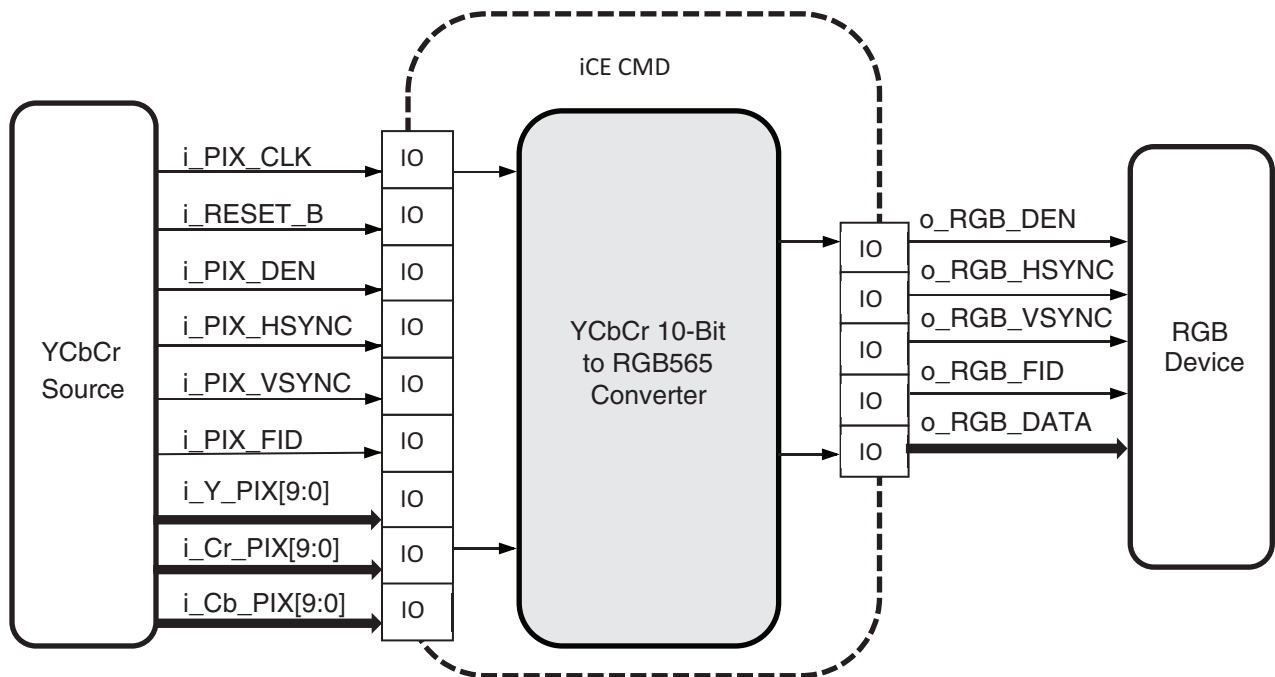 iCE CMD
YCbCr
Source
i_PIX_CLK
i_RESET_B
i_PIX_DEN
i_PIX_HSYNC
i_PIX_VSYNC
i_PIX_FID
i_Y_PIX[9:0]
i_Cr_PIX[9:0]
i_Cb_PIX[9:0]
IO
IO
IO
IO
IO
IO
IO
IO
IO
YCbCr 10-Bit
to RGB565
Converter
IO
IO
IO
IO
IO
o_RGB_DEN
o_RGB_HSYNC
o_RGB_VSYNC
o_RGB_FID
o_RGB_DATA
RGB
Device